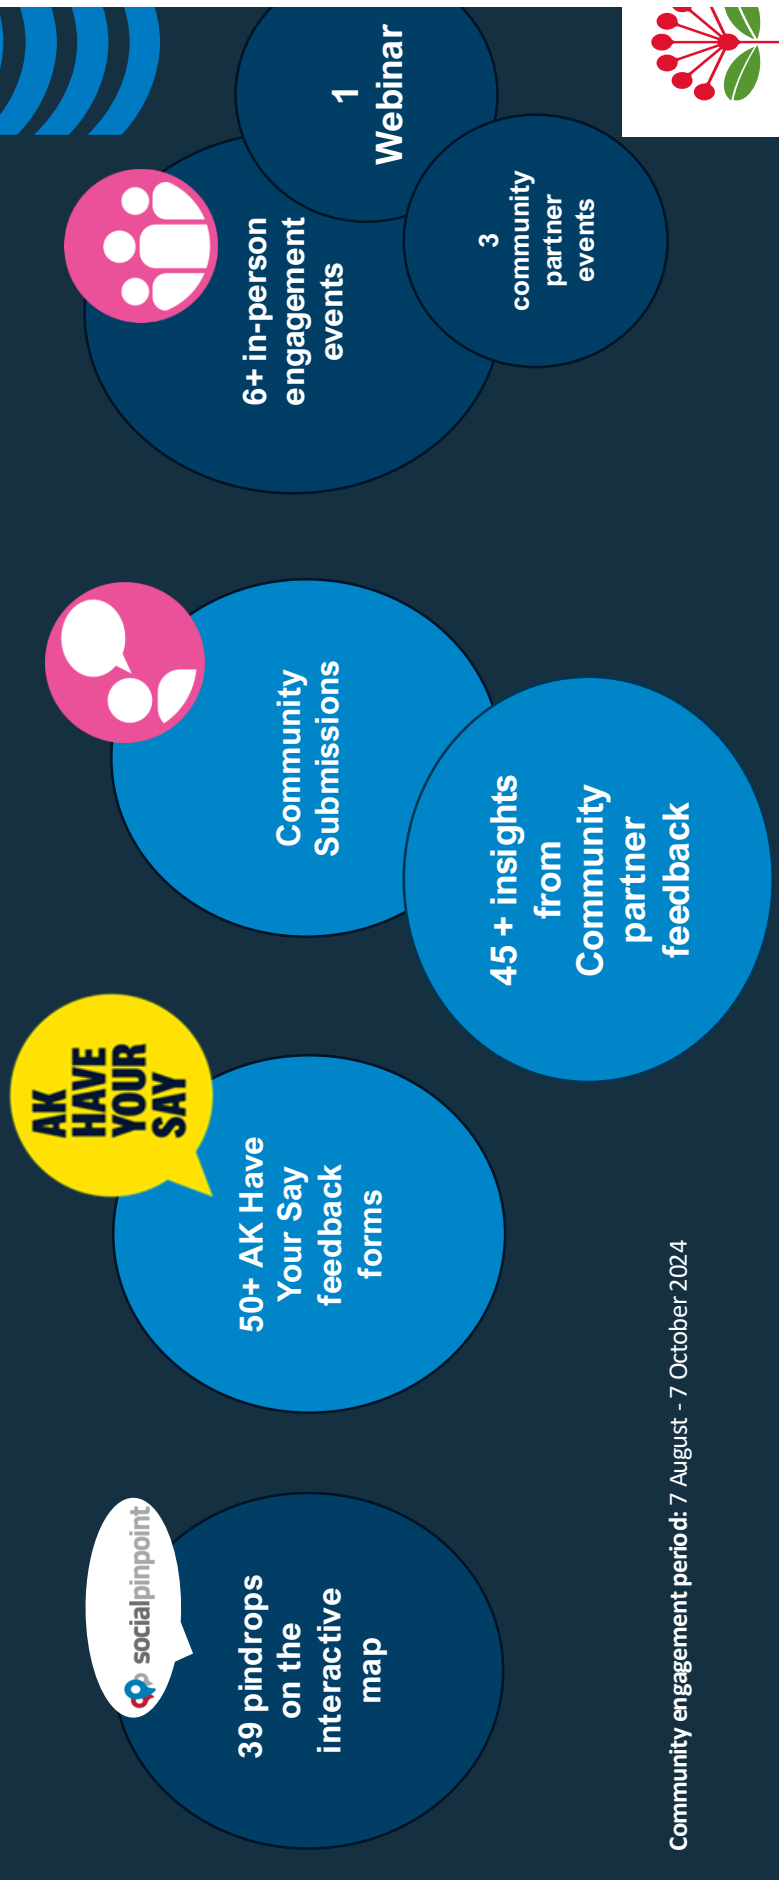 socialpinpoint
39 pindrops
on the
interactive
map
AK
HAVE
YOUR
SAY
50+ AK Have
Your Say
feedback
forms
Community
Submissions
45 + insights
from
Community
partner
feedback
6+ in-person
engagement
events
1
Webinar
3
community
partner
events
Community engagement period: 7 August - 7 October 2024